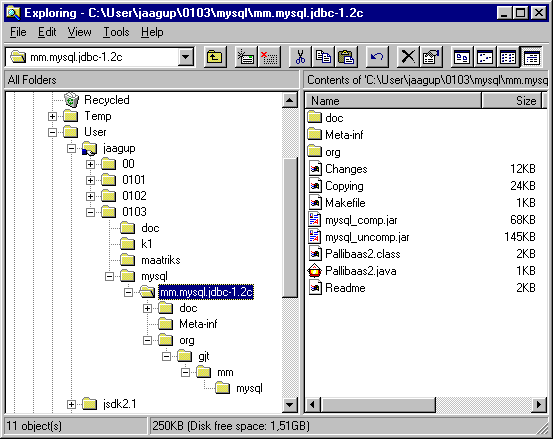 Exploring - C:\User\jaagup\0103\mysql\mm.mysql.jdbc-1.2c
File Edit View Tools Help
mm.mysql.jdbc-1.2c
All Folders
Contents of 'C:\User\jaagup\0103\mysql\mm.mysq
Recycled
Temp
User
jaagup
00
0101
0102
0103
doc
k1
maatriks
mysql
mm.mysql.jdbc-1.2c
doc
Meta-inf
org
gjt
mm
mysql
jsdk2.1
Name Size
doc
Meta-inf
org
Changes 12KB
Copying 24KB
Makefile 1KB
mysql_comp.jar 68KB
mysql_uncomp.jar 145KB
Pallibaas2.class 2KB
Pallibaas2.java 1KB
Readme 2KB
11 object(s) 250KB (Disk free space: 1,51GB)